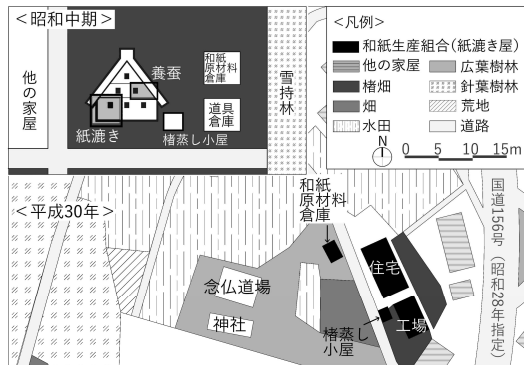 ＜昭和中期＞
他の家屋
養蚕
紙漉き
和紙
原材料
倉庫
道具
倉庫
楮蒸し小屋
雪持林
＜凡例＞
和紙生産組合(紙漉き屋)
他の家屋
広葉樹林
楮畑
針葉樹林
畑
荒地
水田
道路
N
0 5 10 15m
＜平成30年＞
和紙
原材料
倉庫
住宅
念仏道場
神社
楮蒸し
小屋
工場
国道156号（昭和28年指定）